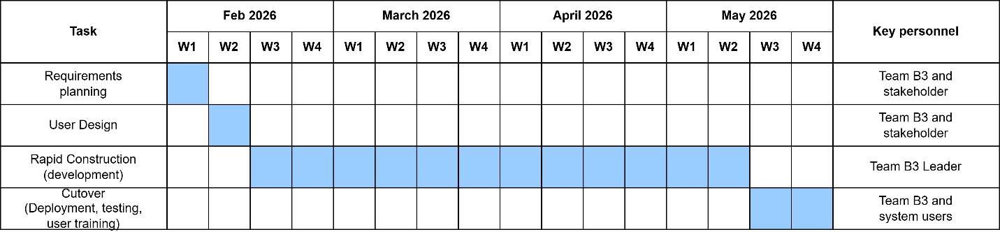 Task
Feb 2026 March 2026 April 2026 May 2026
Key personnel
W1 W2 W3 W4 W1 W2 W3 W4 W1 W2 W3 W4 W1 W2 W3 W4
Requirements
planning
Team B3 and
stakeholder
User Design
Team B3 and
stakeholder
Rapid Construction
(development)
Team B3 Leader
Cutover
(Deployment, testing,
user training)
Team B3 and
system users